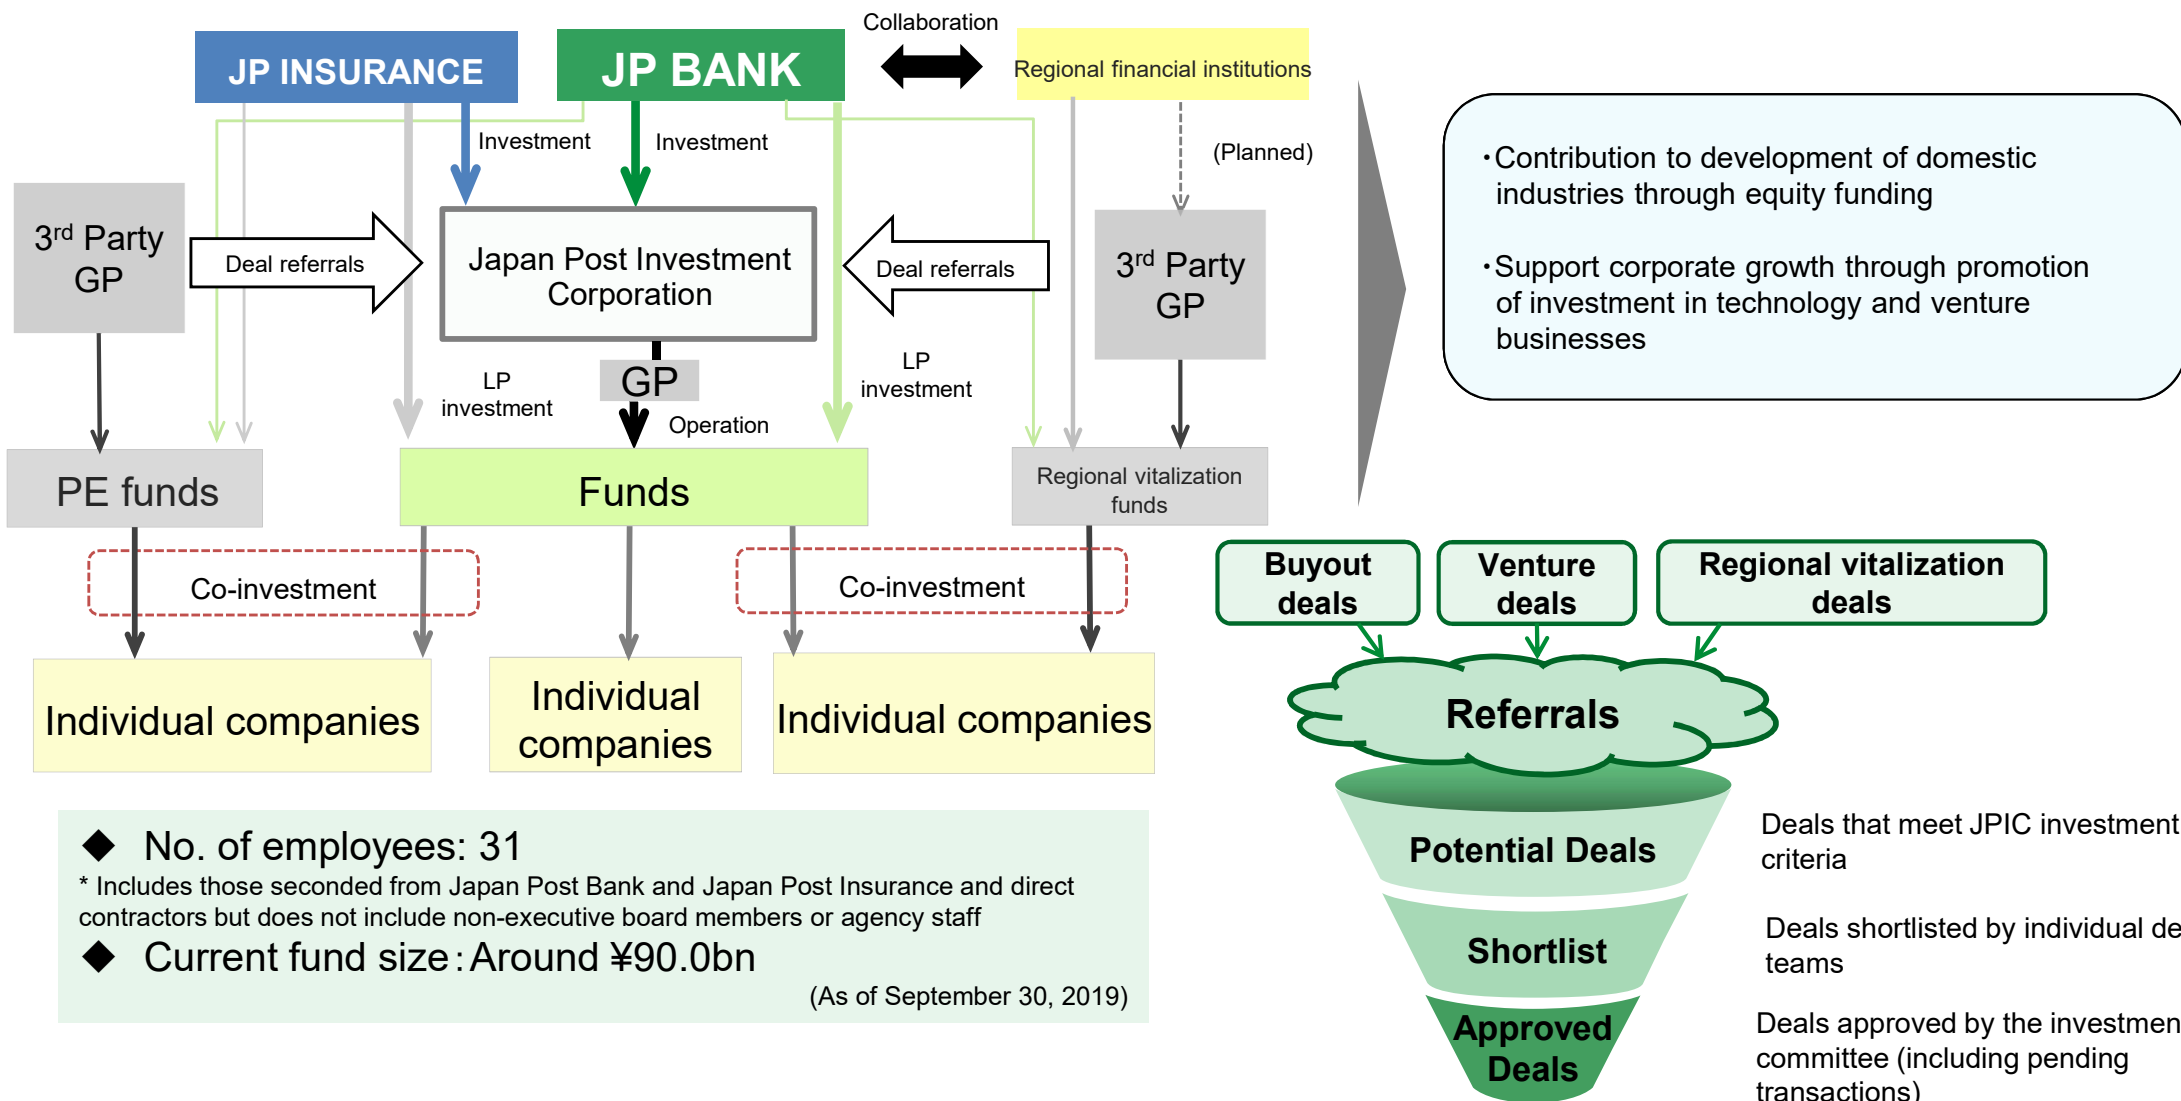 Collaboration
JP INSURANCE
JP BANK
Regional financial institutions
Investment
Investment
(Planned)
3rd Party
GP
Deal referrals
Japan Post Investment
Corporation
Deal referrals
3rd Party
GP
LP
investment
GP
Operation
LP
investment
PE funds
Funds
Regional vitalization
funds
Co-investment
Co-investment
Individual companies
Individual
companies
Individual companies
◆ No. of employees: 31
* Includes those seconded from Japan Post Bank and Japan Post Insurance and direct
contractors but does not include non-executive board members or agency staff
◆ Current fund size : Around ¥90.0bn
(As of September 30, 2019)
・Contribution to development of domestic
industries through equity funding
・Support corporate growth through promotion
of investment in technology and venture
businesses
Buyout
deals
Venture
deals
Regional vitalization
deals
Referrals
Potential Deals
Deals that meet JPIC investment
criteria
Shortlist
Deals shortlisted by individual de
teams
Approved
Deals
Deals approved by the investmen
committee (including pending
transactions)